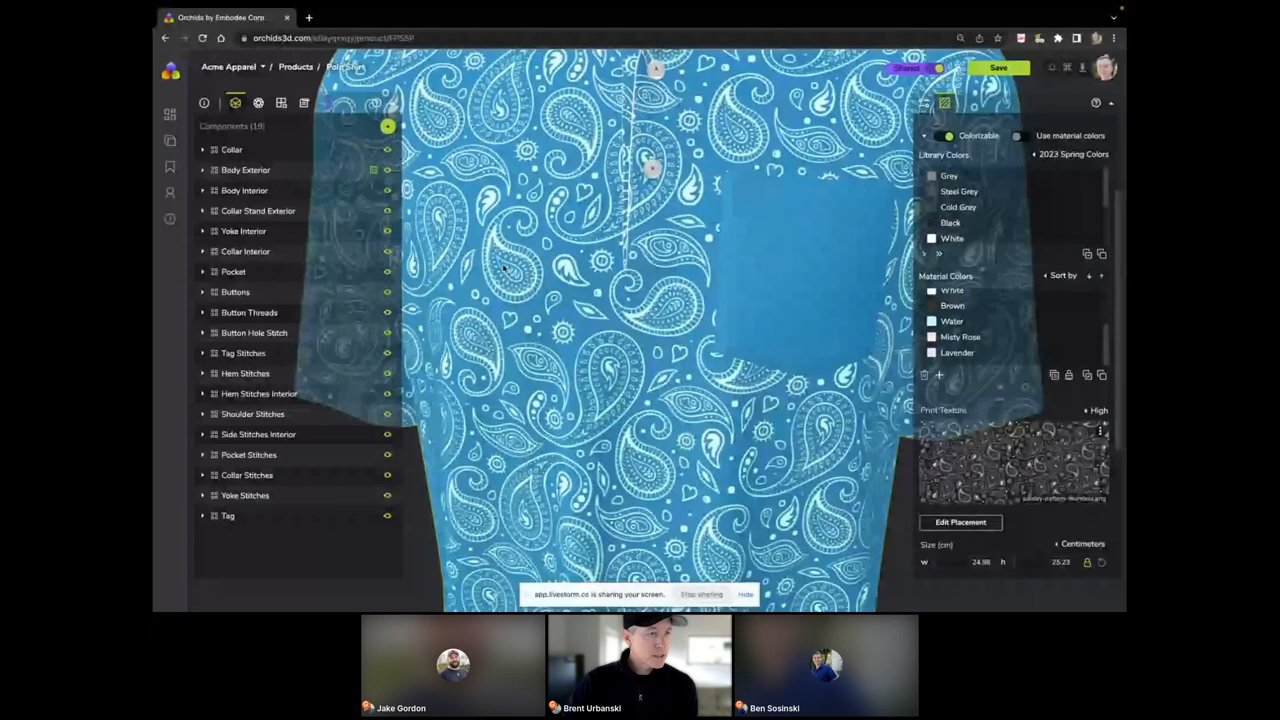 Orchids by Embodee Corp.
orchids3d.com/
Acme Apparel / Products / Polo Shirt
Shared
Save
Components (19)
Collar
Body Exterior
Body Interior
Collar Stand Exterior
Yoke Interior
Collar Interior
Pocket
Buttons
Button Threads
Button Hole Stitch
Tag Stitches
Hem Stitches
Hem Stitches Interior
Shoulder Stitches
Side Stitches Interior
Pocket Stitches
Collar Stitches
Yoke Stitches
Tag
Colorizable
Use material colors
Library Colors
2023 Spring Colors
Grey
Steel Grey
Cold Grey
Black
White
Material Colors
Sort by
White
Brown
Water
Misty Rose
Lavender
Print Texture
High
Edit Placement
Size (cm)
Centimeters
w 24.98 h 25.23
app.livestorm.co is sharing your screen.
Stop sharing
Hide
Jake Gordon
Brent Urbanski
Ben Sosinski